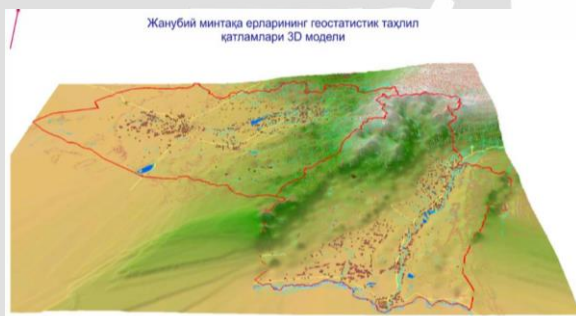 Жанубий минтақа ерларининг геостатистик таҳлил
қатламлари 3D модели